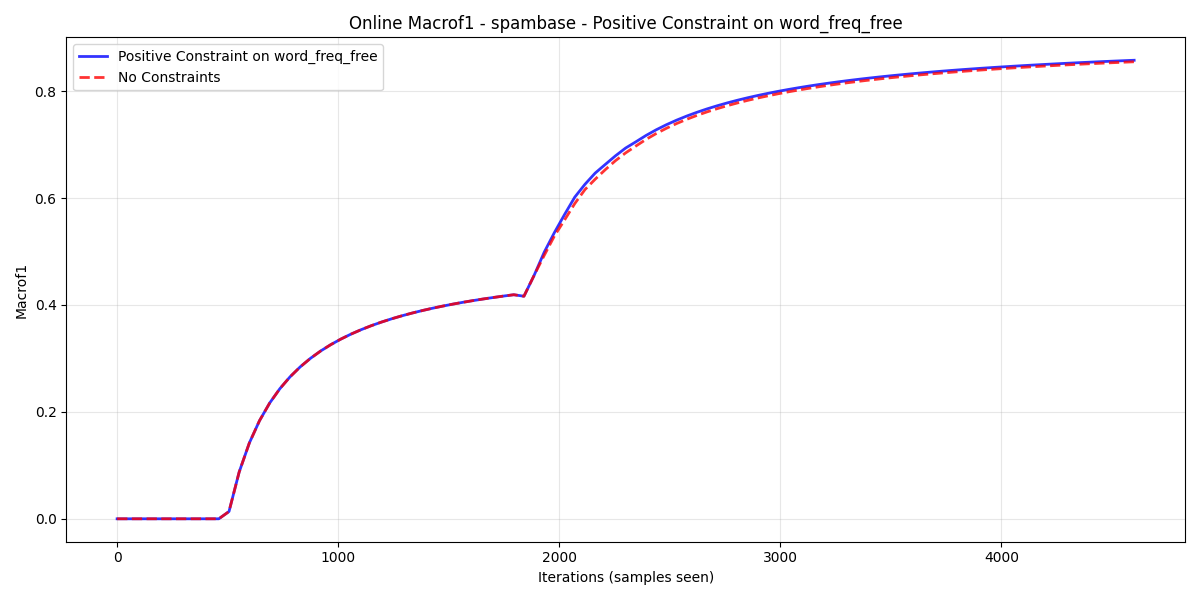 Online Macrof1 - spambase - Positive Constraint on word_freq_free
Positive Constraint on word_freq_free
No Constraints
Macrof1
0.8
0.6
0.4
0.2
0.0
0 1000 2000 3000 4000
Iterations (samples seen)